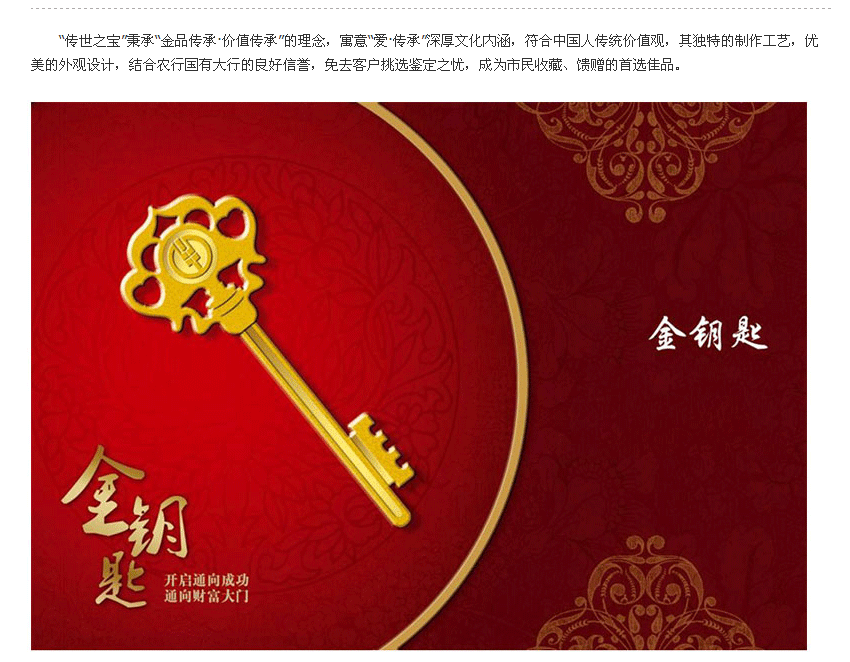 “传世之宝”秉承“金品传承·价值传承”的理念，寓意“爱·传承”深厚文化内涵，符合中国人传统价值观，其独特的制作工艺，优
美的外观设计，结合农行国有大行的良好信誉，免去客户挑选鉴定之忧，成为市民收藏、馈赠的首选佳品。
金钥匙
金钥匙
开启通向成功
通向财富大门